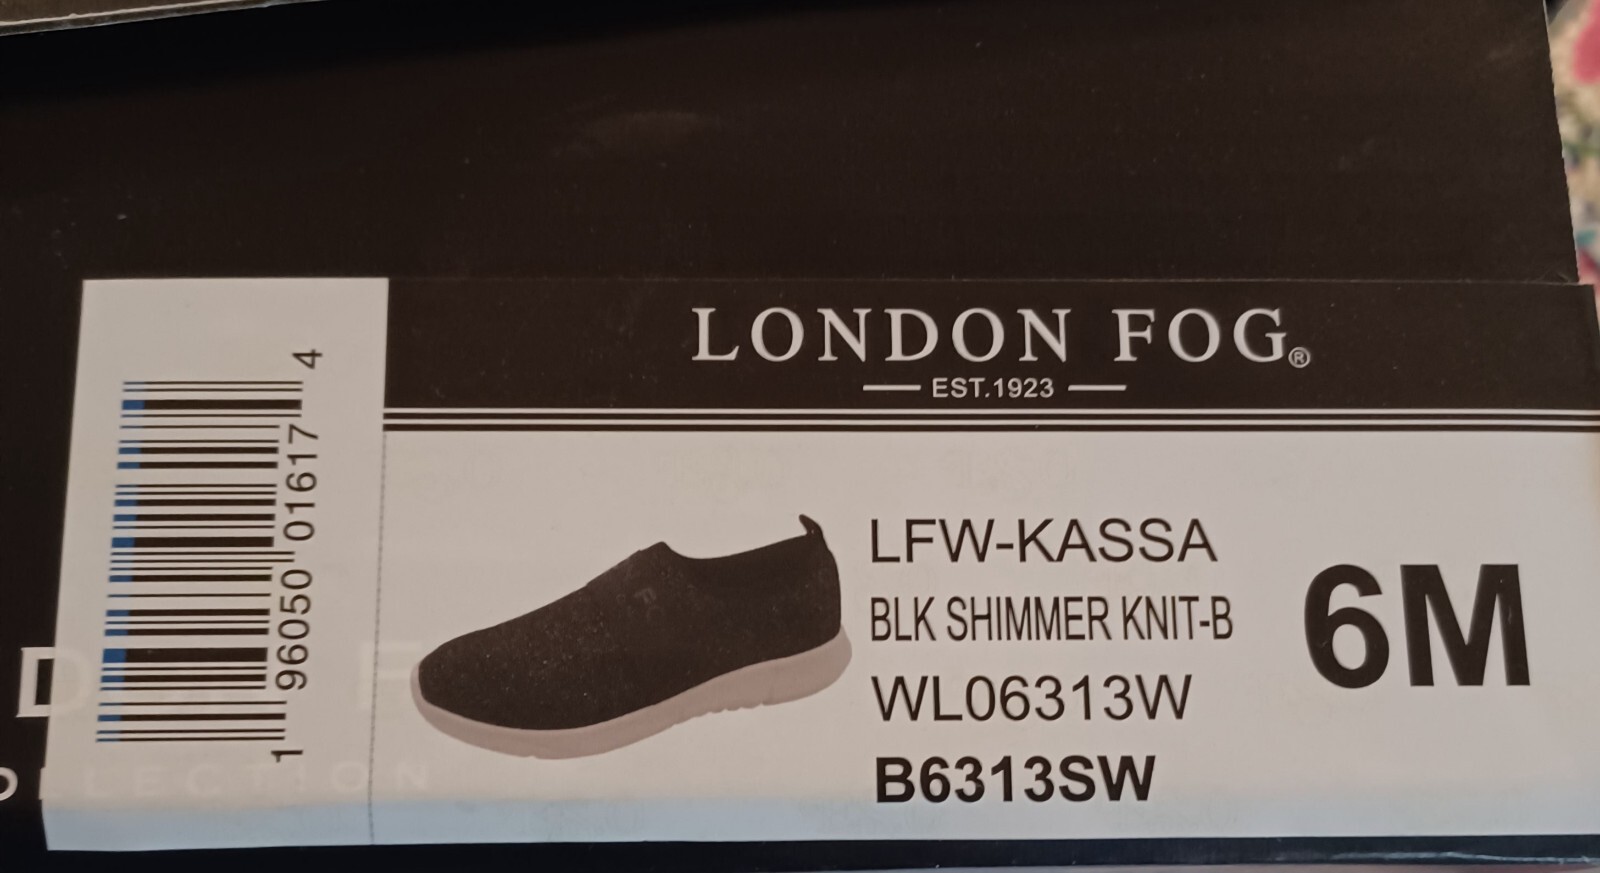 LONDON FOG®
EST.1923
LFW-KASSA
BLK SHIMMER KNIT-B
WL06313W
B6313SW
6M
1 96050 01617 4